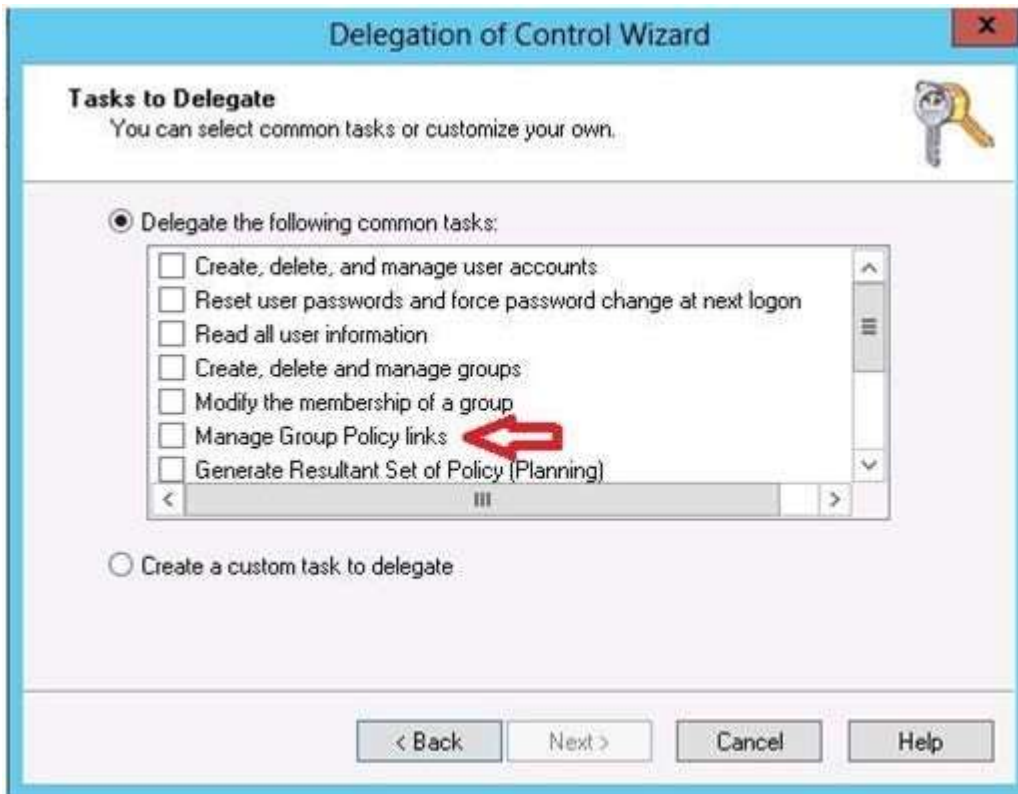 Delegation of Control Wizard
x
Tasks to Delegate
You can select common tasks or customize your own.
Delegate the following common tasks:
Create, delete, and manage user accounts
Reset user passwords and force password change at next logon
Read all user information
Create, delete and manage groups
Modify the membership of a group
Manage Group Policy links
Generate Resultant Set of Policy (Planning)
Create a custom task to delegate
< Back Next > Cancel Help